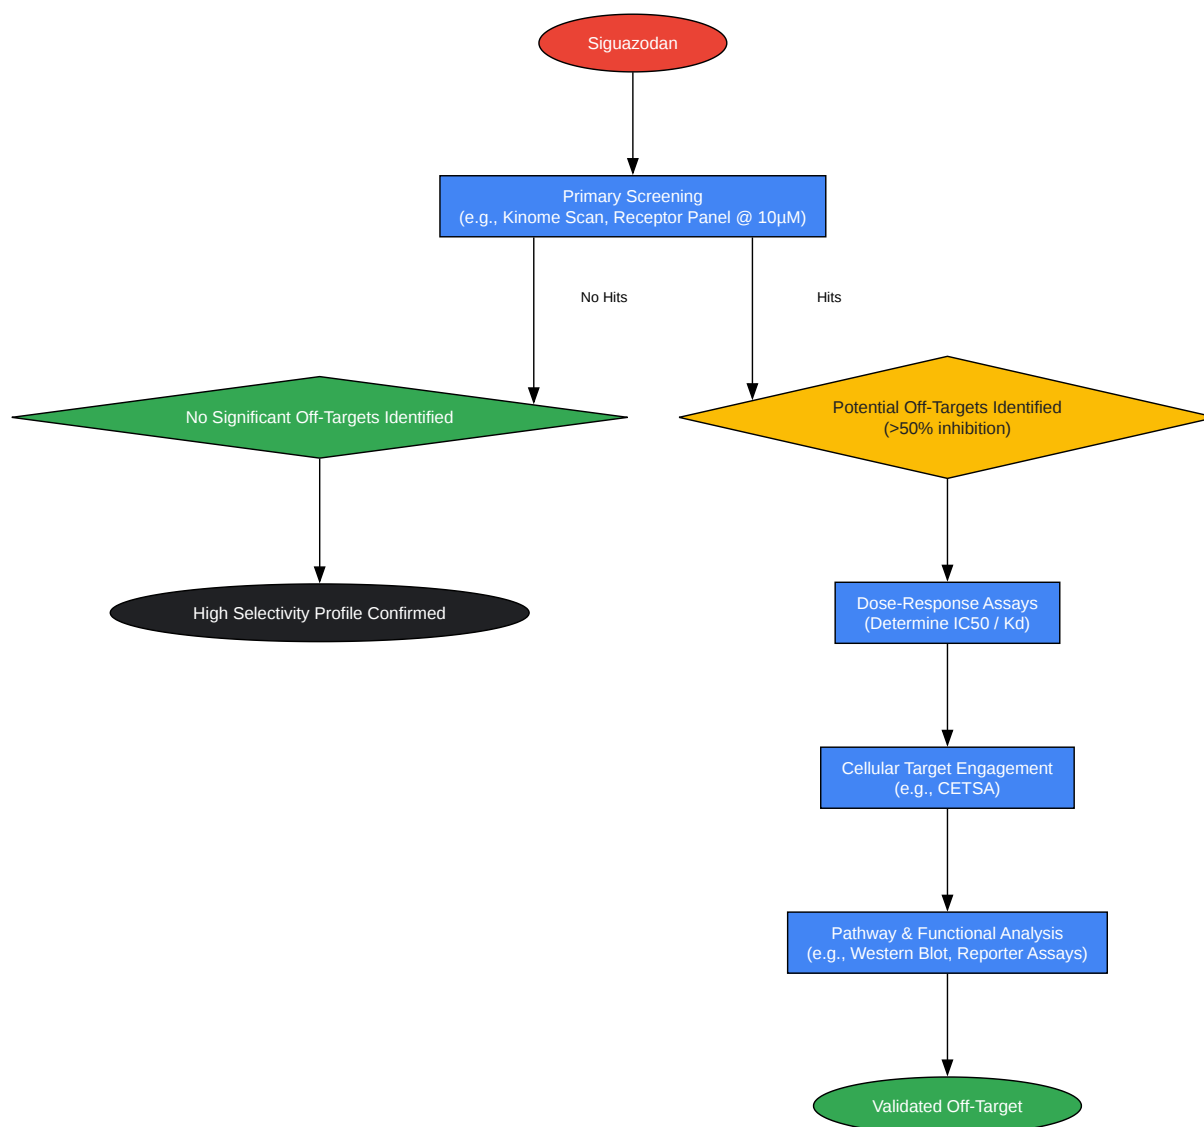 Siguazodan
Primary Screening
(e.g., Kinome Scan, Receptor Panel @ 10µM)
No Hits
Hits
No Significant Off-Targets Identified
Potential Off-Targets Identified
(>50% inhibition)
High Selectivity Profile Confirmed
Dose-Response Assays
(Determine IC50 / Kd)
Cellular Target Engagement
(e.g., CETSA)
Pathway & Functional Analysis
(e.g., Western Blot, Reporter Assays)
Validated Off-Target